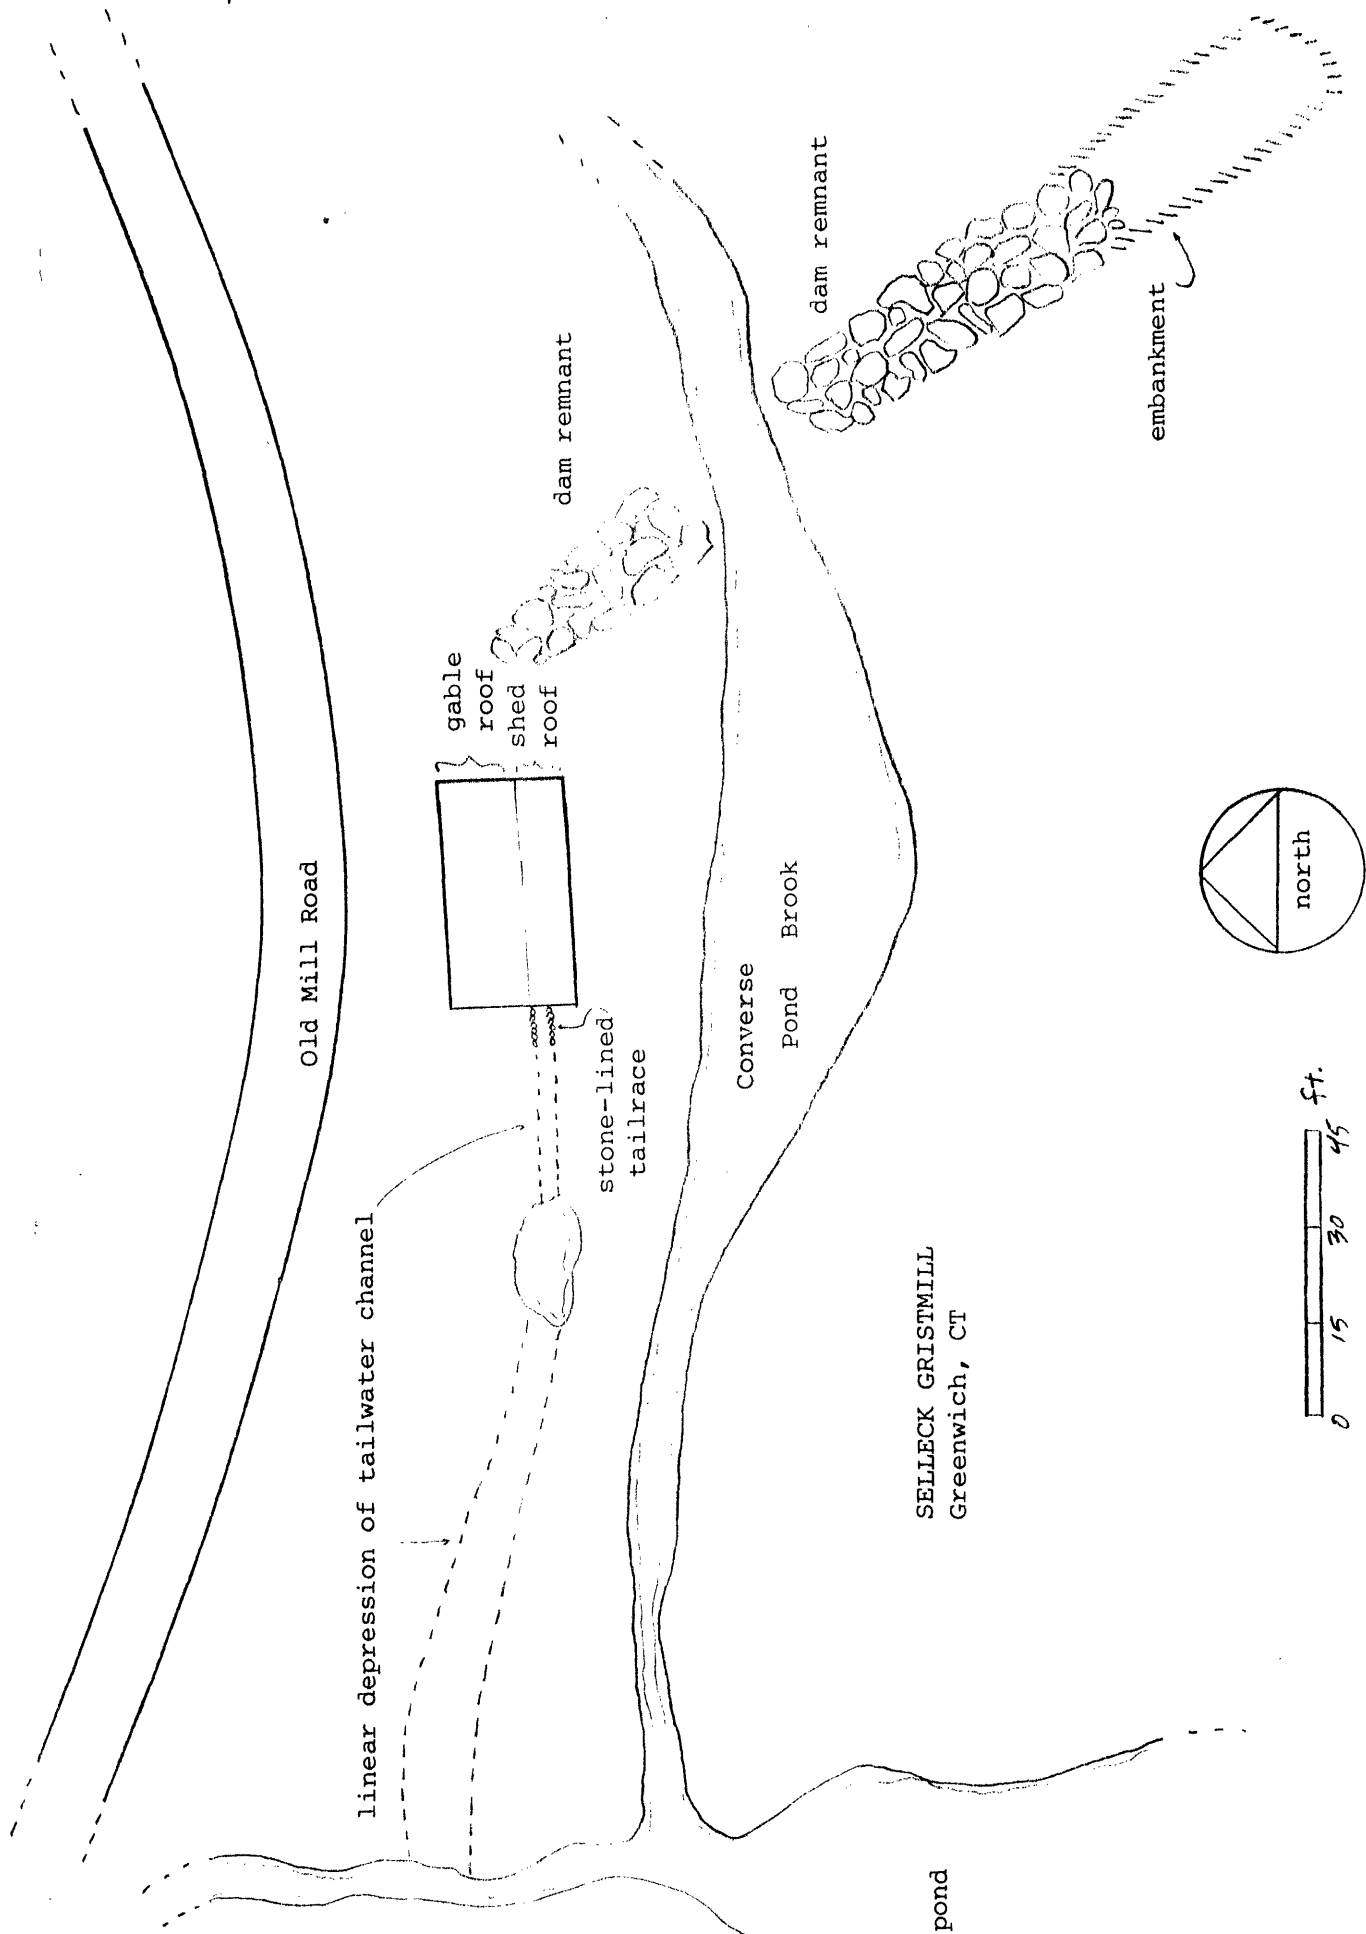 Old Mill Road
gable
roof
shed
roof
dam remnant
dam remnant
embankment
linear depression of tailwater channel
stone-lined
tailrace
Converse
Pond Brook
SELLECK GRISTMILL
Greenwich, CT
north
0 15 30 45 ft.
pond